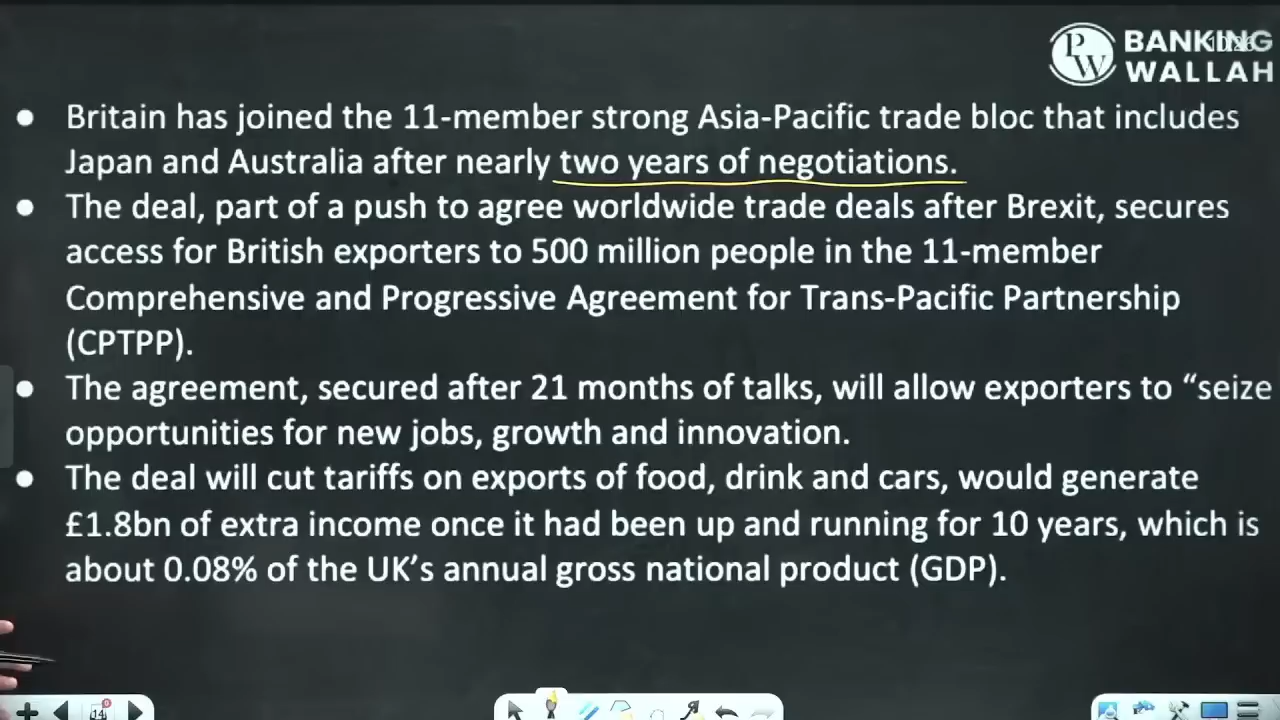 PW BANKING
WALLAH
● Britain has joined the 11-member strong Asia-Pacific trade bloc that includes
Japan and Australia after nearly two years of negotiations.
● The deal, part of a push to agree worldwide trade deals after Brexit, secures
access for British exporters to 500 million people in the 11-member
Comprehensive and Progressive Agreement for Trans-Pacific Partnership
(CPTPP).
● The agreement, secured after 21 months of talks, will allow exporters to “seize
opportunities for new jobs, growth and innovation.
● The deal will cut tariffs on exports of food, drink and cars, would generate
£1.8bn of extra income once it had been up and running for 10 years, which is
about 0.08% of the UK’s annual gross national product (GDP).
14